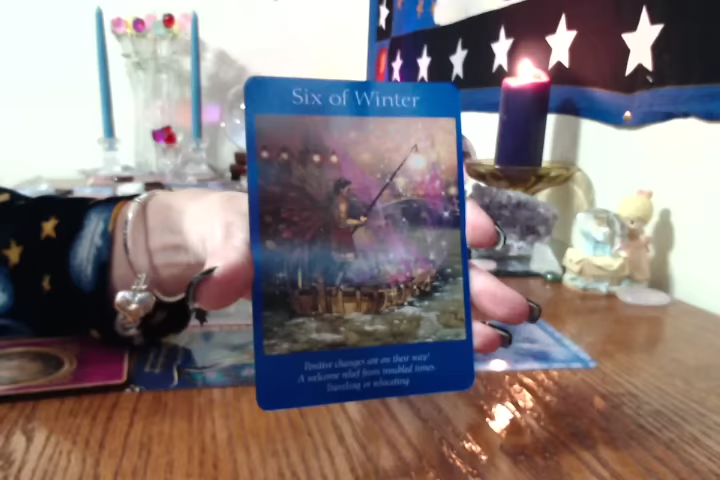 Six of Winter
Positive changes are on their way!
A welcome relief from troubled times.
Traveling or relocating.